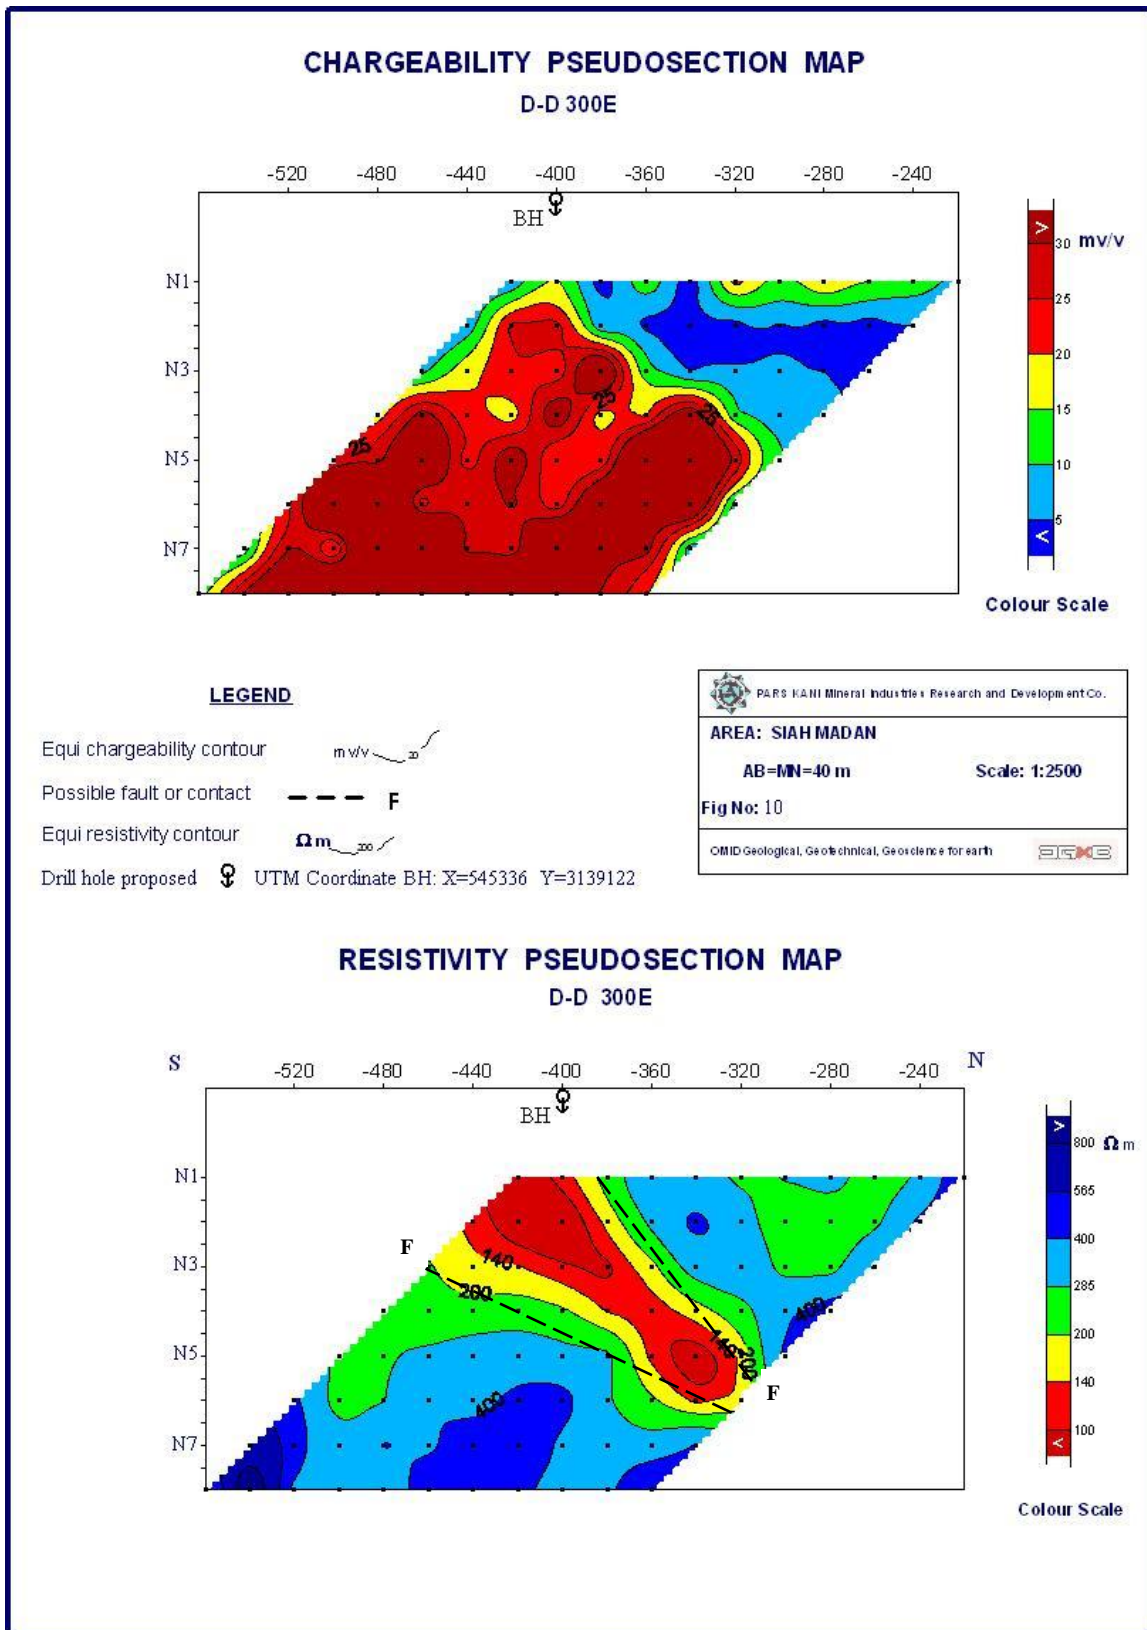 CHARGEABILITY PSEUDOSECTION MAP
D-D 300E
-520 -480 -440 -400 -360 -320 -280 -240
BH
N1
N3
N5
N7
25
25
25
> 30 mv/v
25
20
15
10
5
<
Colour Scale
LEGEND
Equi chargeability contour mv/v 20
Possible fault or contact F
Equi resistivity contour Ω m 200
Drill hole proposed UTM Coordinate BH: X=545336 Y=3139122
PARS KANI Mineral Industries Research and Development Co.
AREA: SIAH MADAN
AB=MN=40 m Scale: 1:2500
Fig No: 10
OMID Geological, Geotechnical, Geoscience for earth
RESISTIVITY PSEUDOSECTION MAP
D-D 300E
S N
-520 -480 -440 -400 -360 -320 -280 -240
BH
N1
N3
N5
N7
F
140
200
400
140
200
400
F
> 800 Ω m
565
400
285
200
140
100
<
Colour Scale